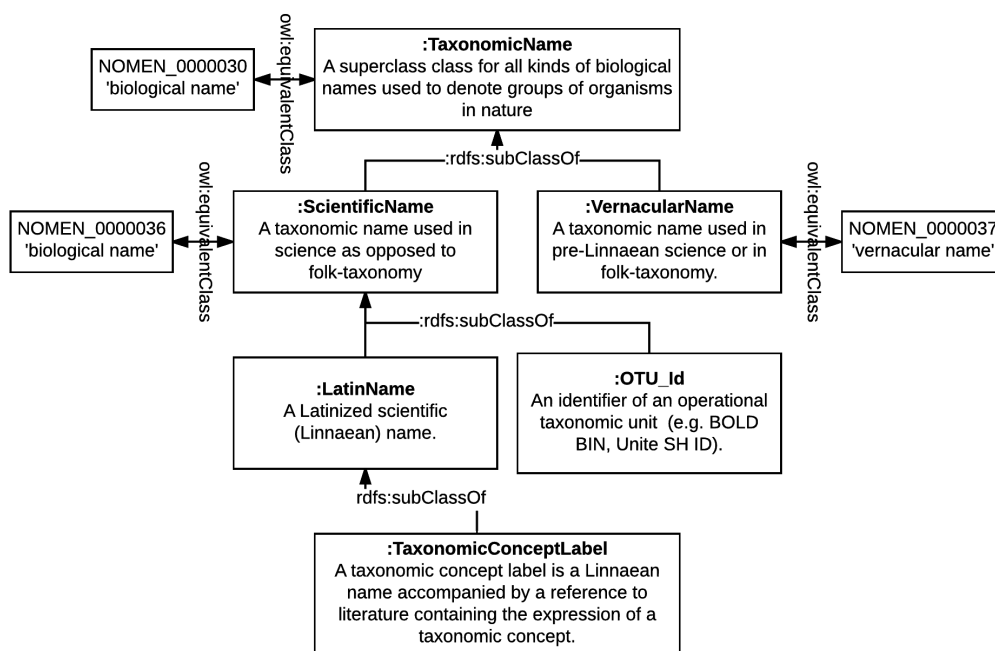 :TaxonomicName
A superclass class for all kinds of biological
names used to denote groups of organisms
in nature
NOMEN_0000030
'biological name'
owl:equivalentClass
:rdfs:subClassOf
:ScientificName
A taxonomic name used in
science as opposed to
folk-taxonomy
NOMEN_0000036
'biological name'
owl:equivalentClass
:VernacularName
A taxonomic name used in
pre-Linnaean science or in
folk-taxonomy.
owl:equivalentClass
NOMEN_0000037
'vernacular name'
:rdfs:subClassOf
:LatinName
A Latinized scientific
(Linnaean) name.
:OTU_Id
An identifier of an operational
taxonomic unit (e.g. BOLD
BIN, Unite SH ID).
rdfs:subClassOf
:TaxonomicConceptLabel
A taxonomic concept label is a Linnaean
name accompanied by a reference to
literature containing the expression of a
taxonomic concept.